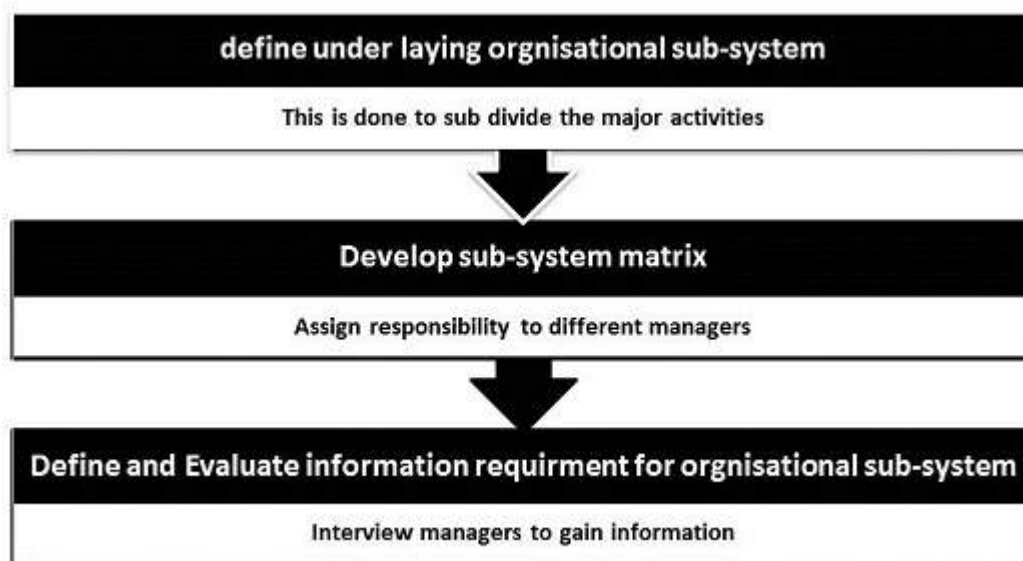 define under laying orgnisational sub-system
This is done to sub divide the major activities
Develop sub-system matrix
Assign responsibility to different managers
Define and Evaluate information requirment for orgnisational sub-system
Interview managers to gain information